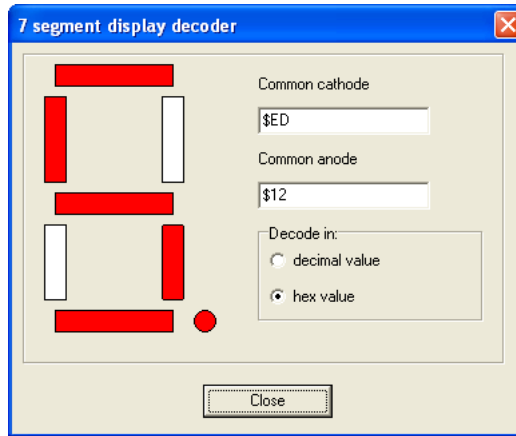 7 segment display decoder
Common cathode
$ED
Common anode
$12
Decode in:
decimal value
hex value
Close